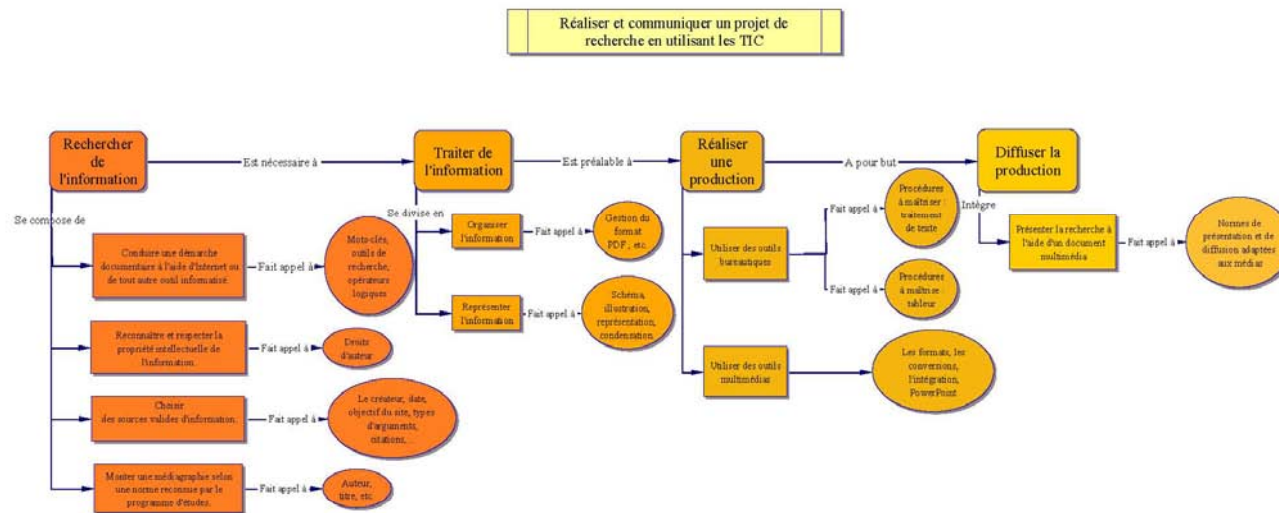 Réaliser et communiquer un projet de
recherche en utilisant les TIC
Rechercher
de
l'information
Est nécessaire à
Traiter de
l'information
Est préalable à
Réaliser
une
production
A pour but
Diffuser la
production
Se compose de
Conduire une démarche
documentaire à l'aide d'Internet ou
de tout autre outil informatisé.
Fait appel à
Mots-clés,
outils de
recherche,
opérateurs
logiques
Reconnaître et respecter la
propriété intellectuelle de
l'information.
Fait appel à
Droits
d'auteur
Choisir
des sources valides d'information.
Fait appel à
Le créateur, date,
objectif du site, types
d'arguments,
citations,...
Monter une médiagraphie selon
une norme reconnue par le
programme d'études.
Fait appel à
Auteur,
titre, etc.
Se divise en
Organiser
l'information
Fait appel à
Gestion du
format
PDF, etc.
Représenter
l'information
Fait appel à
Schéma,
illustration,
représentation,
condensation
Utiliser des outils
bureautiques
Fait appel à
Procédures
à maîtriser :
traitement
de texte
Fait appel à
Procédures
à maîtrise :
tableur
Utiliser des outils
multimédias
Les formats, les
conversions,
l'intégration,
PowerPoint
Intègre
Présenter la recherche à
l'aide d'un document
multimédia
Fait appel à
Normes de
présentation et de
diffusion adaptées
aux médias